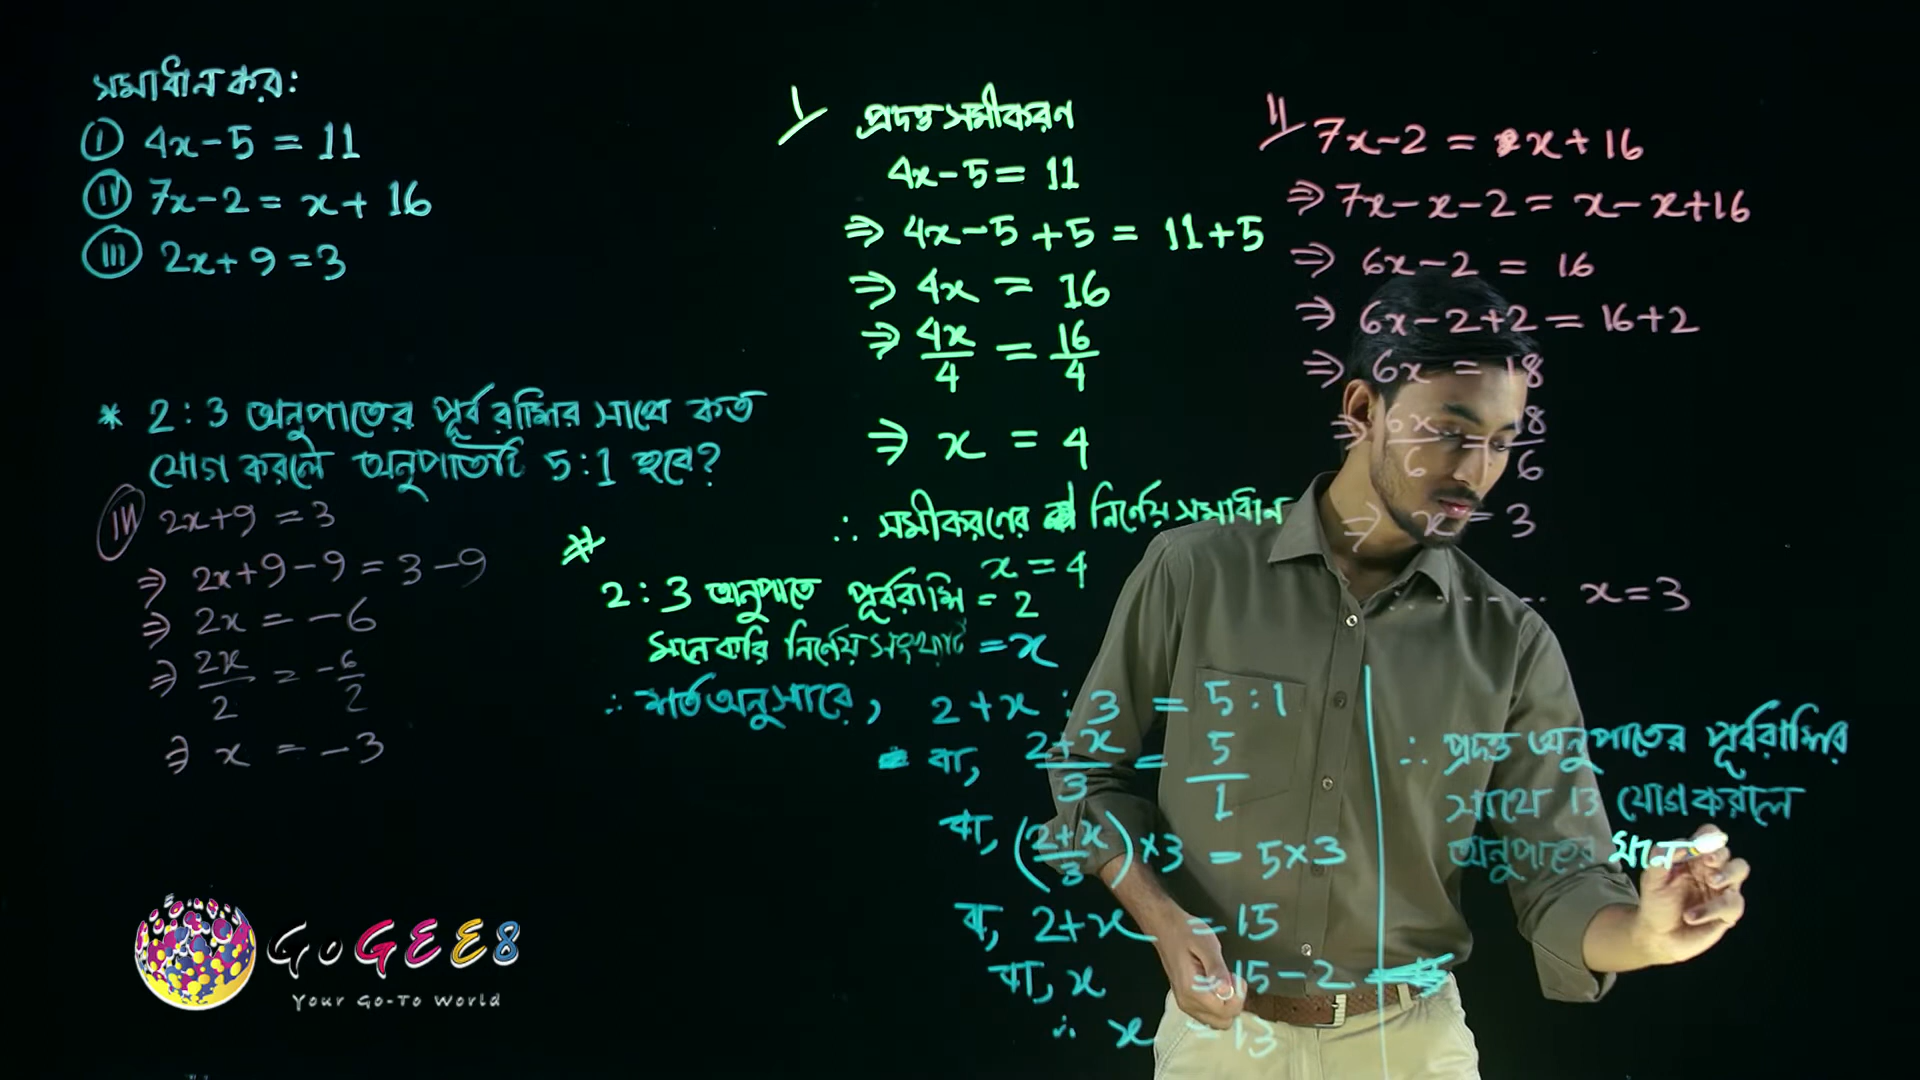 সমাধান কর:
i 4x-5 = 11
ii 7x-2 = x+ 16
iii 2x+9=3
* 2:3 অনুপাতের পূর্ব রাশির সাথে কত
যোগ করলে অনুপাতটি 5:1 হবে?
iii 2x+9=3
⇒ 2x+9-9=3-9
⇒ 2x = -6
⇒ 2x/2 = -6/2
⇒ x = -3
i প্রদত্ত সমীকরণ
4x-5= 11
⇒ 4x-5+5 = 11+5
⇒ 4x = 16
⇒ 4x/4 = 16/4
⇒ x = 4
∴ সমীকরণের নির্ণেয় সমাধান
x=4
*
2:3 অনুপাতে পূর্বরাশি = 2
মনে করি নির্ণেয় সংখ্যাটি =x
∴ শর্ত অনুসারে, 2+x : 3 = 5:1
বা, 2+x/3 = 5/1
বা, (2+x/3)×3 = 5×3
বা, 2+x = 15
বা, x = 15-2
∴ x = 13
ii 7x-2 = x+16
⇒ 7x-x-2 = x-x+16
⇒ 6x-2 = 16
⇒ 6x-2+2 = 16+2
⇒ 6x = 18
⇒ 6x/6 = 18/6
⇒ x = 3
∴ ...... x=3
∴ প্রদত্ত অনুপাতের পূর্বরাশির
সাথে 13 যোগ করলে
অনুপাতের মান
GoGEE8
Your Go-To World